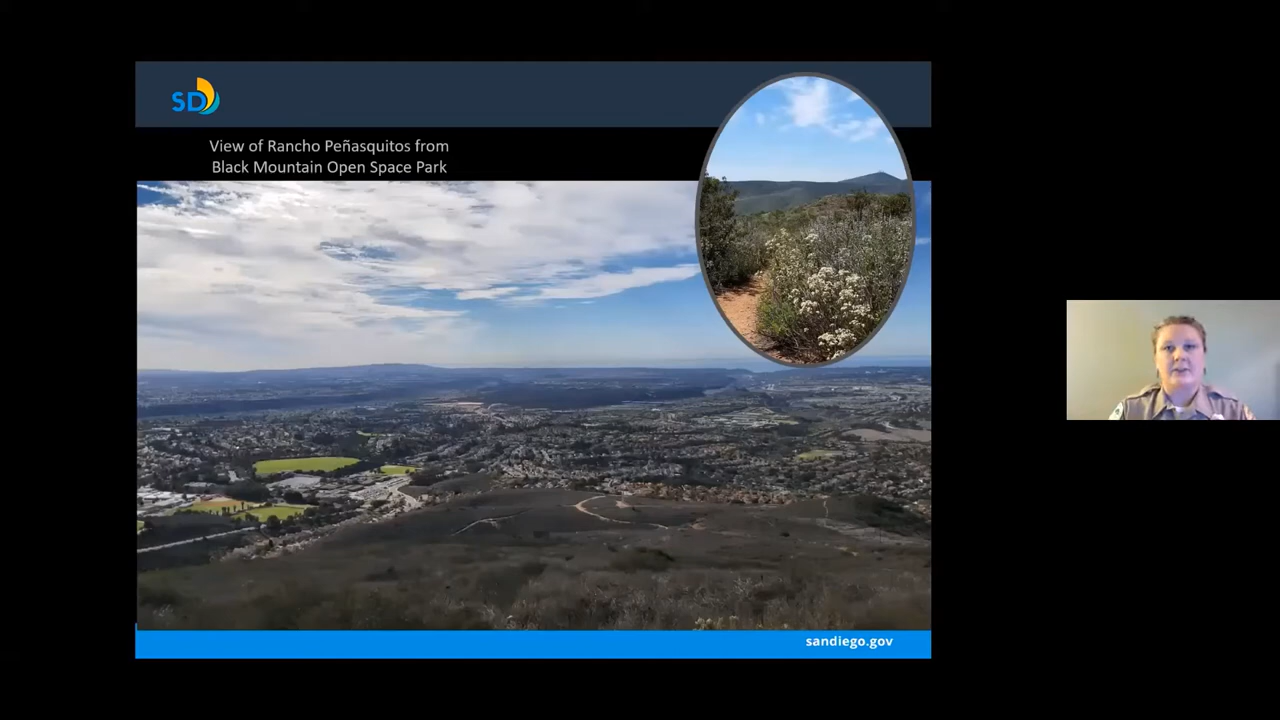 SD
View of Rancho Peñasquitos from
Black Mountain Open Space Park
sandiego.gov